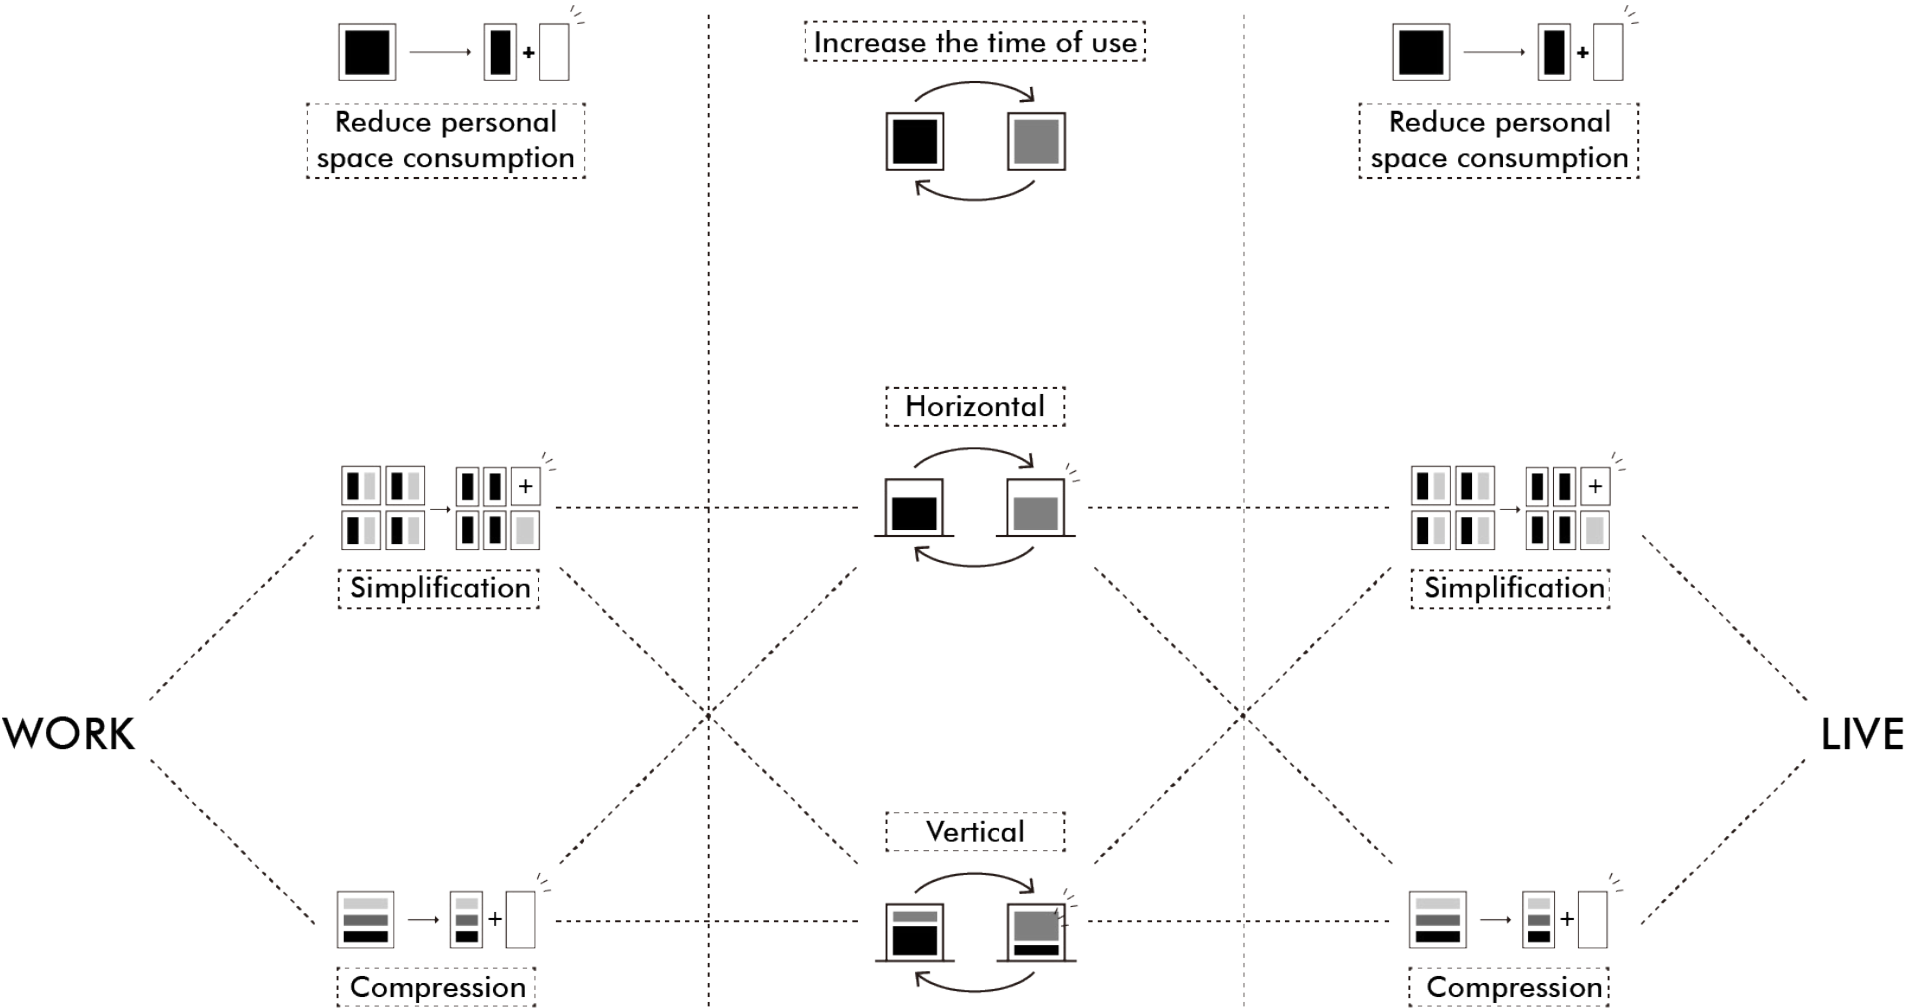 Increase the time of use
Reduce personal
space consumption
Reduce personal
space consumption
Horizontal
Simplification
Simplification
WORK
LIVE
Vertical
Compression
Compression